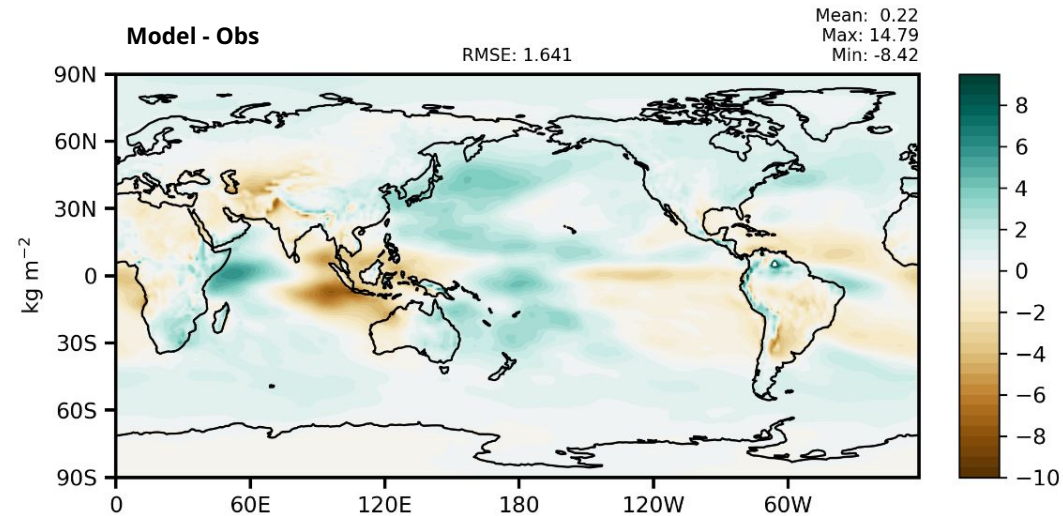 Mean:  0.22
Max: 14.79
Model - Obs
RMSE: 1.641
Min: -8.42
90N
60N
30N
0
30S
60S
90S
kg m⁻²
0
60E
120E
180
120W
60W
8
6
4
2
0
−2
−4
−6
−8
−10